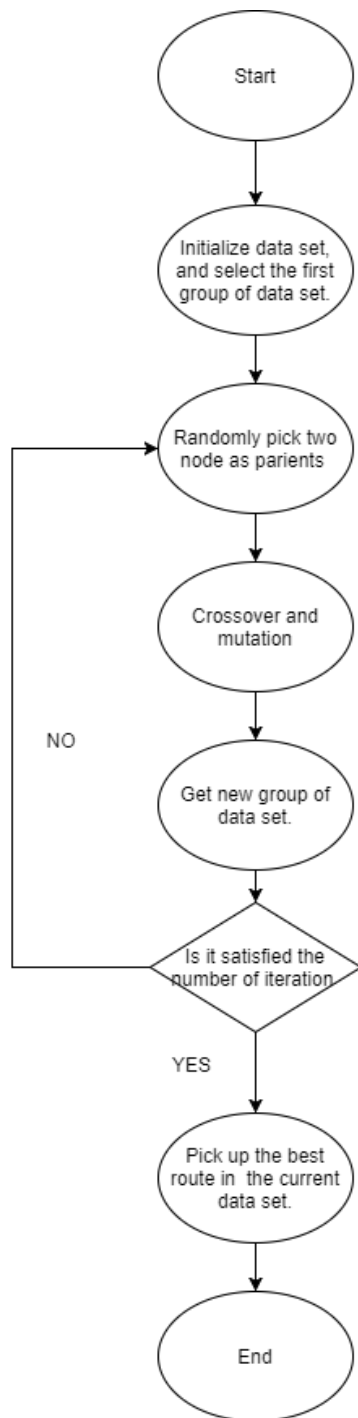 Start
Initialize data set,
and select the first
group of data set.
Randomly pick two
node as parients
Crossover and
mutation
NO
Get new group of
data set.
Is it satisfied the
number of iteration
YES
Pick up the best
route in the current
data set.
End